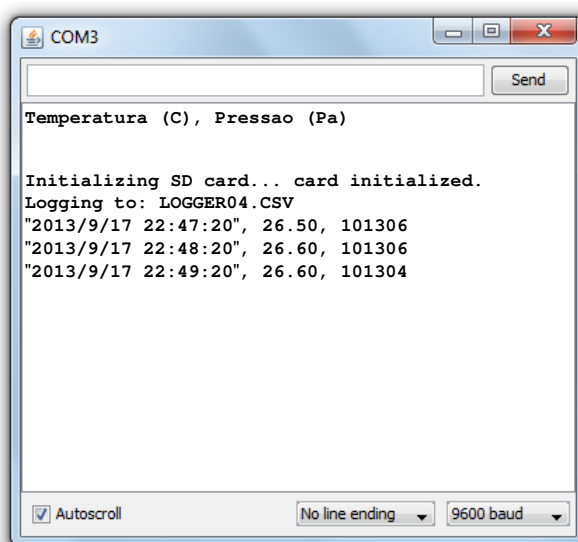 COM3
Send
Temperatura (C), Pressao (Pa)
Initializing SD card... card initialized.
Logging to: LOGGER04.CSV
"2013/9/17 22:47:20", 26.50, 101306
"2013/9/17 22:48:20", 26.60, 101306
"2013/9/17 22:49:20", 26.60, 101304
Autoscroll
No line ending
9600 baud